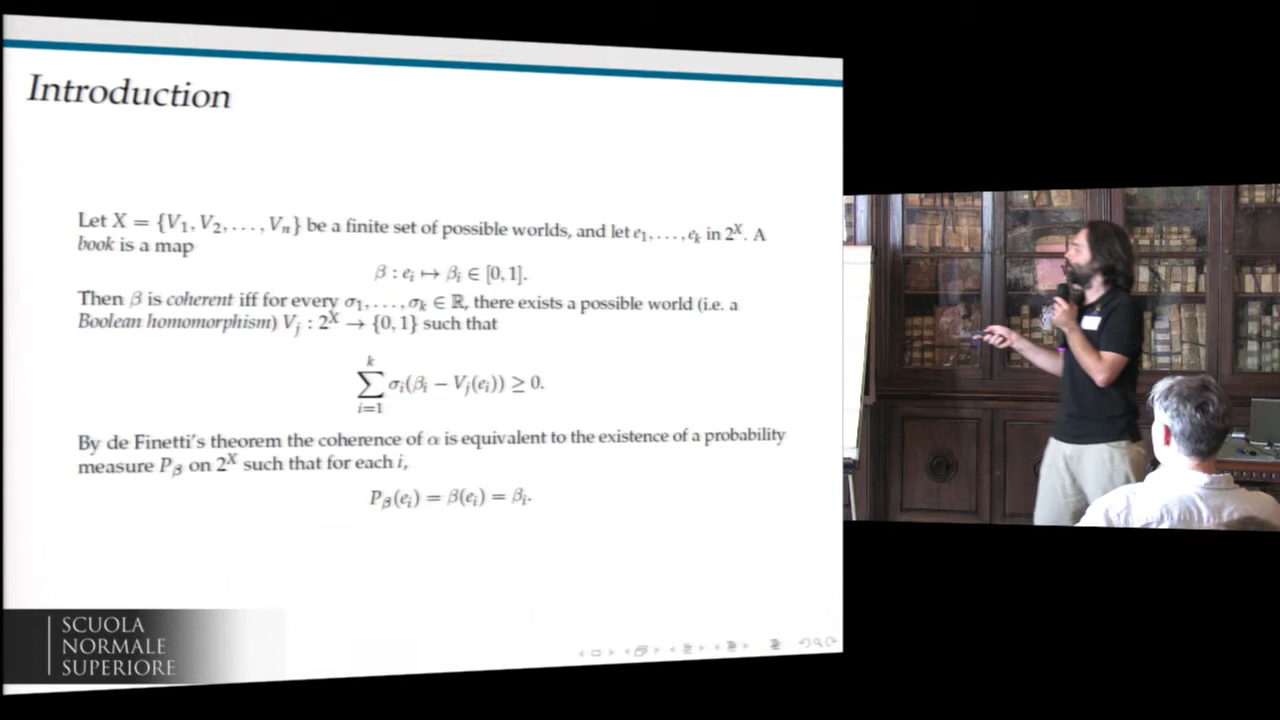 Introduction
Let X = {V₁, V₂, . . . , Vₙ} be a finite set of possible worlds, and let e₁, . . . , eₖ in 2ˣ. A
book is a map
β : eᵢ ↦ βᵢ ∈ [0, 1].
Then β is coherent iff for every σ₁, . . . , σₖ ∈ ℝ, there exists a possible world (i.e. a
Boolean homomorphism) Vⱼ : 2ˣ → {0, 1} such that
∑ᵢ₌₁ᵏ σᵢ(βᵢ − Vⱼ(eᵢ)) ≥ 0.
By de Finetti's theorem the coherence of α is equivalent to the existence of a probability
measure P_β on 2ˣ such that for each i,
P_β(eᵢ) = β(eᵢ) = βᵢ.
SCUOLA
NORMALE
SUPERIORE